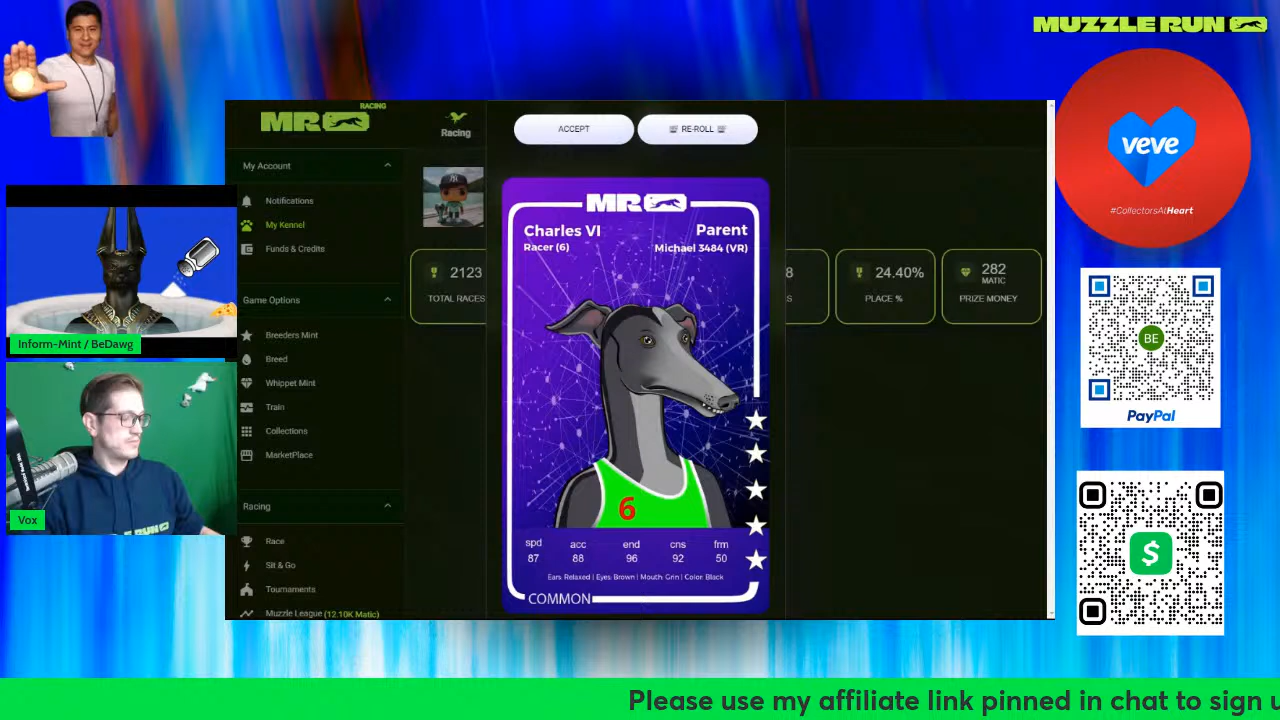 MUZZLE RUN
RACING
MR
Racing
ACCEPT
RE-ROLL
My Account
Notifications
My Kennel
Funds & Credite
Game Options
Breeders Mint
Breed
Whippet Mint
Train
Collections
MarketPlace
Racing
Race
Sit & Go
Tournaments
Muzzle League (12.10K Matic)
2123
TOTAL RACES
8
S
24.40%
PLACE %
282
MATIC
PRIZE MONEY
MR
Charles VI Parent
Racer (6) Michael 3484 (VR)
6
spd acc end cns frm
87 88 96 92 50
Ears: Relaxed | Eyes: Brown | Mouth: Grin | Color: Black
COMMON
Inform-Mint / BeDawg
MUZZLE RUN
Vox
veve
#CollectorsAtHeart
BE
PayPal
$
Please use my affiliate link pinned in chat to sign u